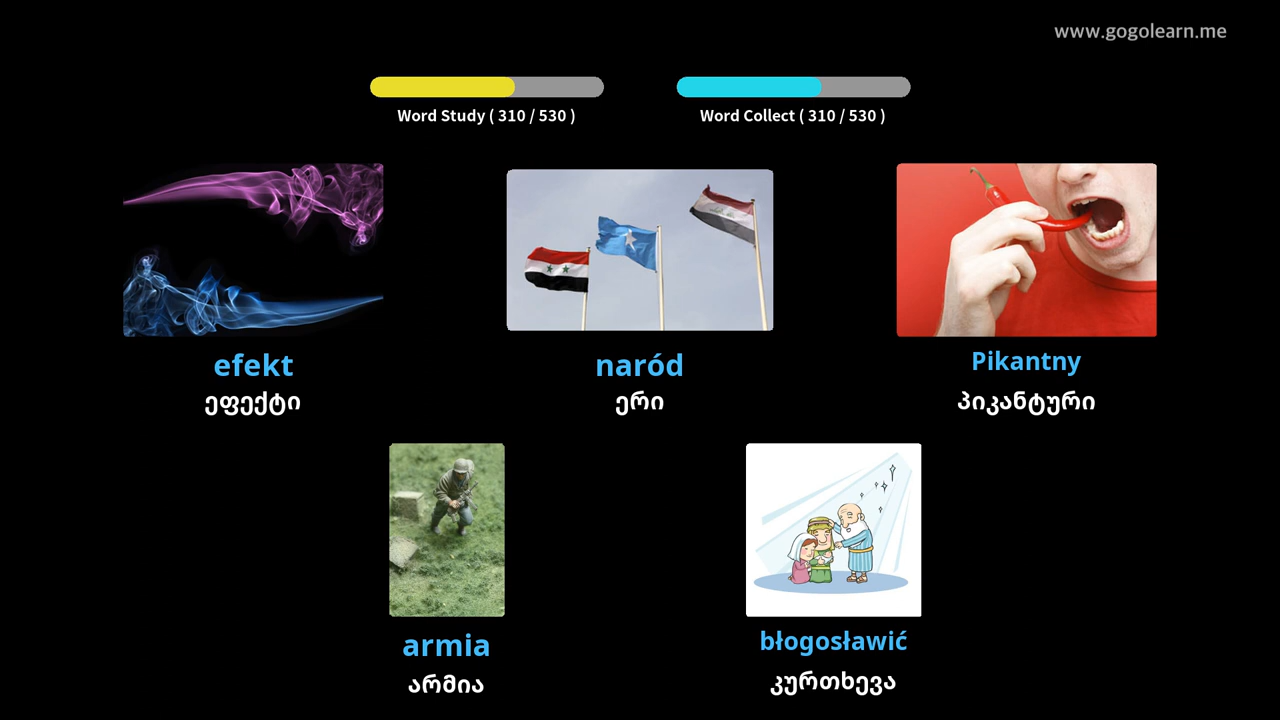 www.gogolearn.me
Word Study ( 310 / 530 )
Word Collect ( 310 / 530 )
efekt
ეფექტი
naród
ერი
Pikantny
პიკანტური
armia
არმია
błogosławić
კურთხევა